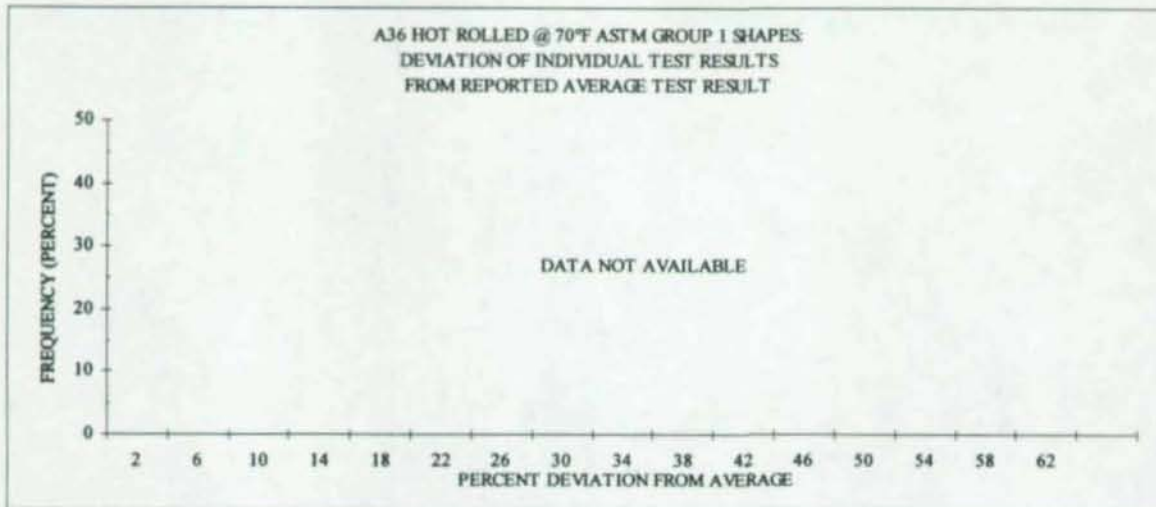 A36 HOT ROLLED @ 70°F ASTM GROUP 1 SHAPES:
DEVIATION OF INDIVIDUAL TEST RESULTS
FROM REPORTED AVERAGE TEST RESULT
FREQUENCY (PERCENT)
50
40
30
20
10
0
DATA NOT AVAILABLE
2 6 10 14 18 22 26 30 34 38 42 46 50 54 58 62
PERCENT DEVIATION FROM AVERAGE